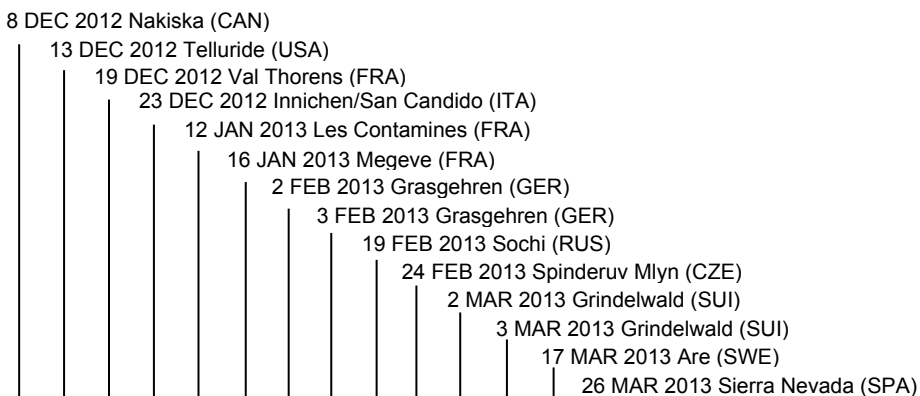 8 DEC 2012 Nakiska (CAN)
13 DEC 2012 Telluride (USA)
19 DEC 2012 Val Thorens (FRA)
23 DEC 2012 Innichen/San Candido (ITA)
12 JAN 2013 Les Contamines (FRA)
16 JAN 2013 Megeve (FRA)
2 FEB 2013 Grasgehren (GER)
3 FEB 2013 Grasgehren (GER)
19 FEB 2013 Sochi (RUS)
24 FEB 2013 Spinderuv Mlyn (CZE)
2 MAR 2013 Grindelwald (SUI)
3 MAR 2013 Grindelwald (SUI)
17 MAR 2013 Are (SWE)
26 MAR 2013 Sierra Nevada (SPA)